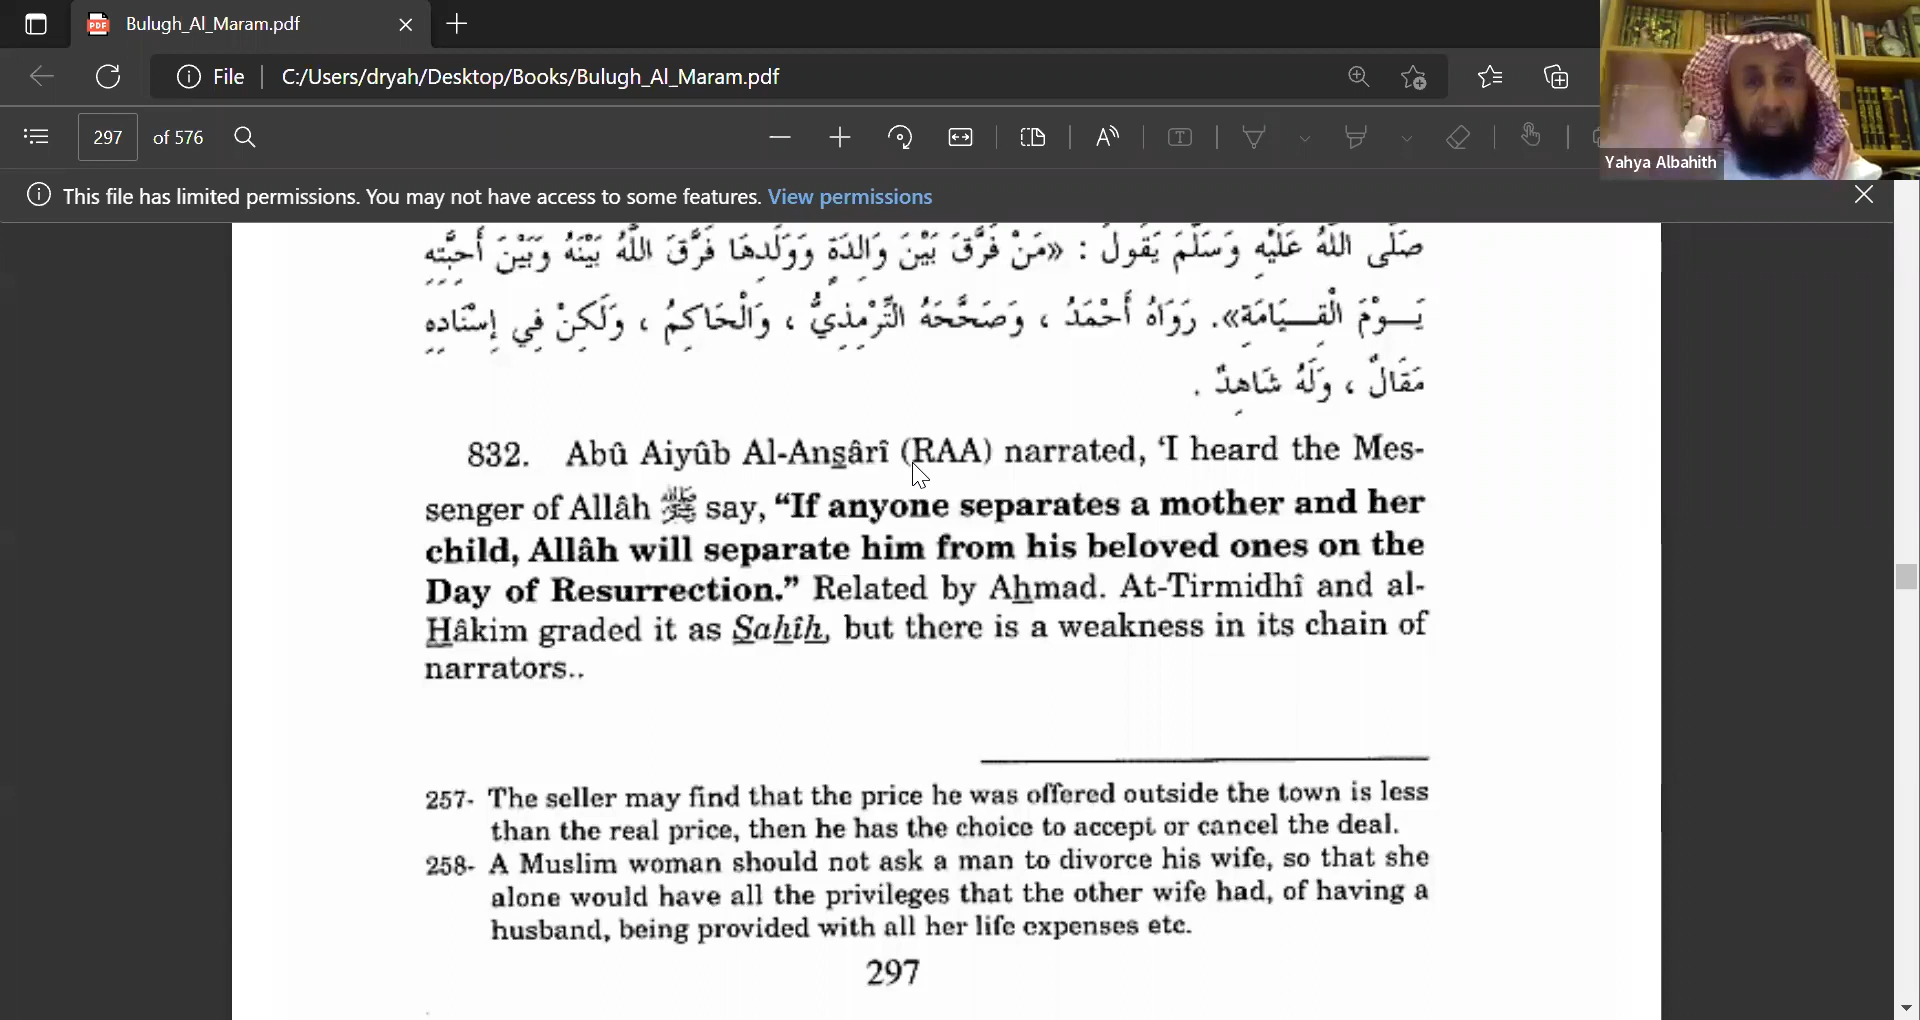 Bulugh_Al_Maram.pdf
File
C:/Users/dryah/Desktop/Books/Bulugh_Al_Maram.pdf
297 of 576
Yahya Albahith
This file has limited permissions. You may not have access to some features. View permissions
صَلَّى اللَّهُ عَلَيْهِ وَسَلَّمَ يَقُولُ : «مَنْ فَرَّقَ بَيْنَ وَالِدَةٍ وَوَلَدِهَا فَرَّقَ اللَّهُ بَيْنَهُ وَبَيْنَ أَحِبَّتِهِ
يَـــوْمَ الْقِـــيَامَةِ». رَوَاهُ أَحْمَدُ ، وَصَحَّحَهُ التِّرْمِذِيُّ ، وَالْحَاكِمُ ، وَلَكِنْ فِي إِسْنَادِهِ
مَقَالٌ ، وَلَهُ شَاهِدٌ .
832. Abû Aiyûb Al-Ansârî (RAA) narrated, ‘I heard the Mes-
senger of Allâh ﷺ say, “If anyone separates a mother and her
child, Allâh will separate him from his beloved ones on the
Day of Resurrection.” Related by Ahmad. At-Tirmidhî and al-
Hâkim graded it as Sahîh, but there is a weakness in its chain of
narrators..
257- The seller may find that the price he was offered outside the town is less
than the real price, then he has the choice to accept or cancel the deal.
258- A Muslim woman should not ask a man to divorce his wife, so that she
alone would have all the privileges that the other wife had, of having a
husband, being provided with all her life expenses etc.
297